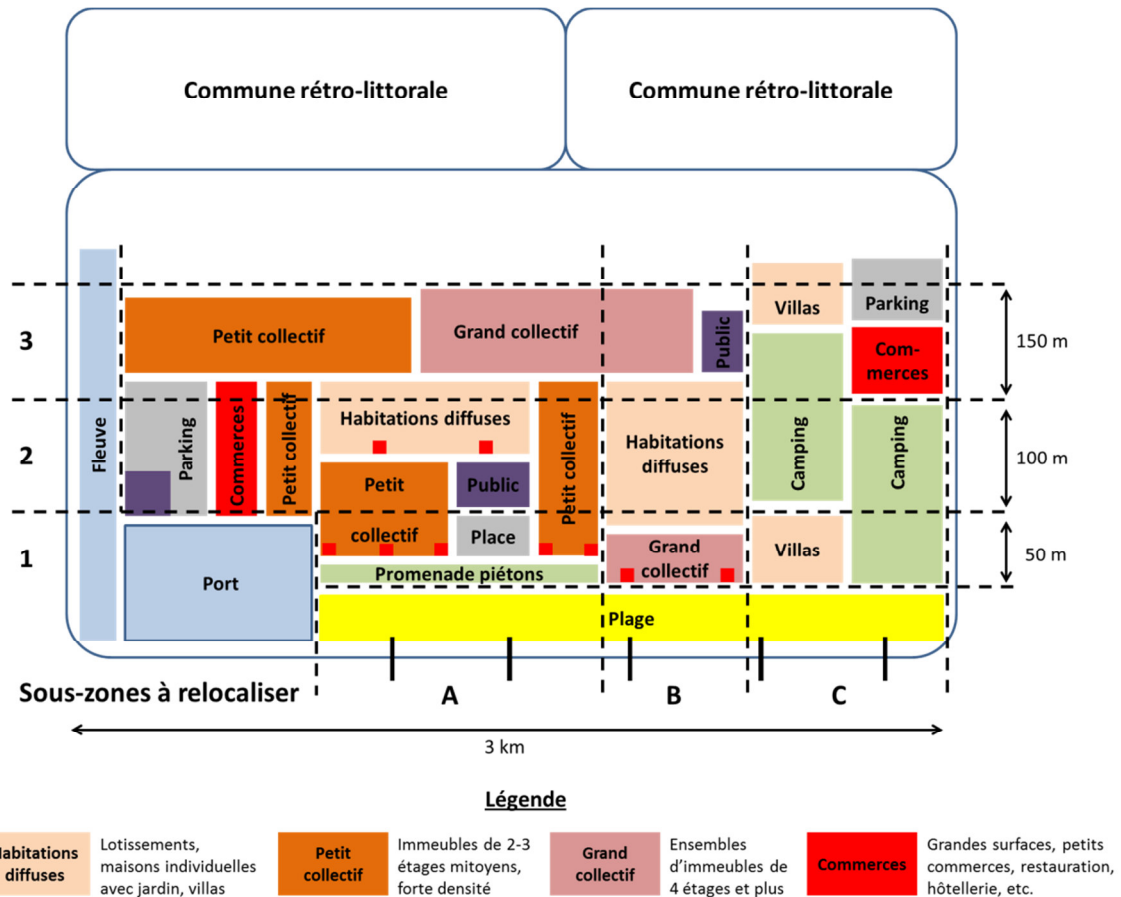 Commune rétro-littorale
Commune rétro-littorale
3
2
1
Fleuve
Petit collectif
Grand collectif
Public
Villas
Parking
Com-
merces
150 m
Parking
Commerces
Petit collectif
Habitations diffuses
Petit
collectif
Public
Place
Petit collectif
Habitations
diffuses
Camping
Camping
100 m
Port
Promenade piétons
Grand
collectif
Villas
50 m
Plage
Sous-zones à relocaliser
A
B
C
3 km
Légende
Habitations
diffuses
Lotissements,
maisons individuelles
avec jardin, villas
Petit
collectif
Immeubles de 2-3
étages mitoyens,
forte densité
Grand
collectif
Ensembles
d'immeubles de
4 étages et plus
Commerces
Grandes surfaces, petits
commerces, restauration,
hôtellerie, etc.